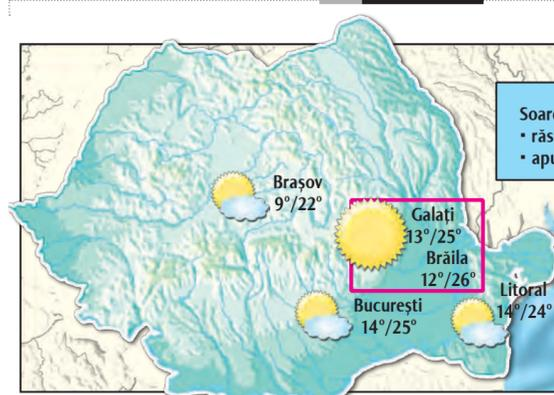 Soare
• răs
• apu
Brașov
9°/22°
Galați
13°/25°
Brăila
12°/26°
Litoral
14°/24°
București
14°/25°